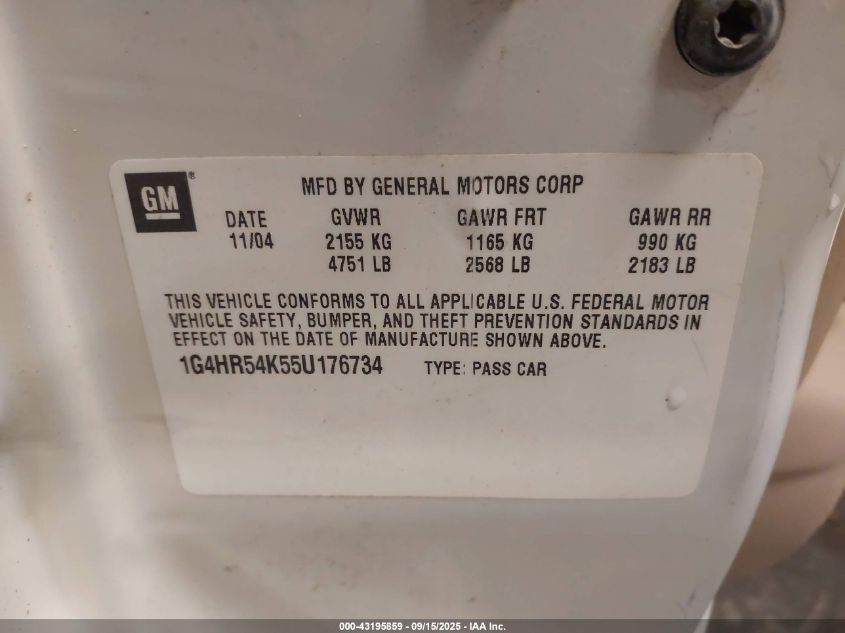 GM®
MFD BY GENERAL MOTORS CORP
DATE GVWR GAWR FRT GAWR RR
11/04 2155 KG 1165 KG 990 KG
4751 LB 2568 LB 2183 LB
THIS VEHICLE CONFORMS TO ALL APPLICABLE U.S. FEDERAL MOTOR
VEHICLE SAFETY, BUMPER, AND THEFT PREVENTION STANDARDS IN
EFFECT ON THE DATE OF MANUFACTURE SHOWN ABOVE.
1G4HR54K55U176734 TYPE: PASS CAR
000-43195859 - 09/15/2025 - IAA Inc.